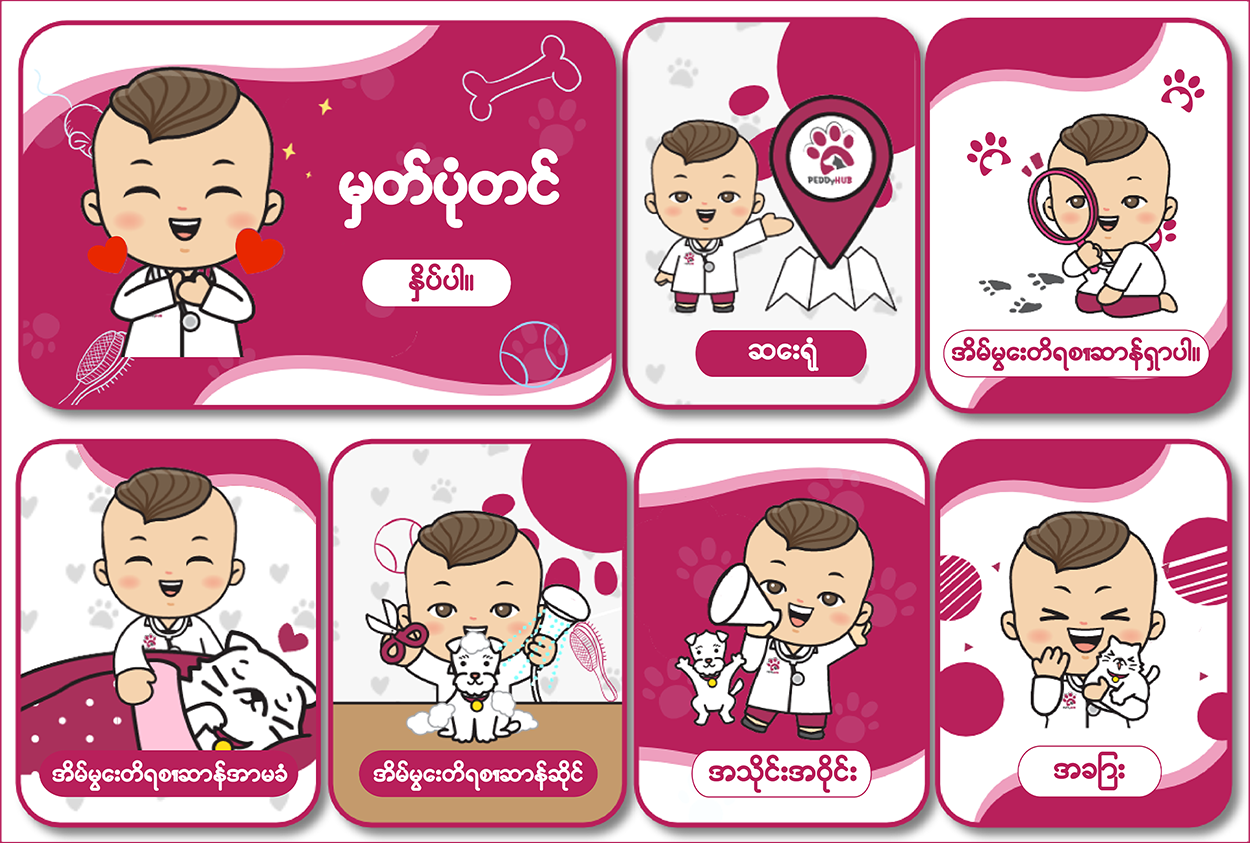 မှတ်ပုံတင်
နှိပ်ပါ။
PEDDyHUB
ဆေးရုံ
အိမ်မွေးတိရစ္ဆာန်ရှာပါ။
အိမ်မွေးတိရစ္ဆာန်အာမခံ
အိမ်မွေးတိရစ္ဆာန်ဆိုင်
အသိုင်းအဝိုင်း
အခြား